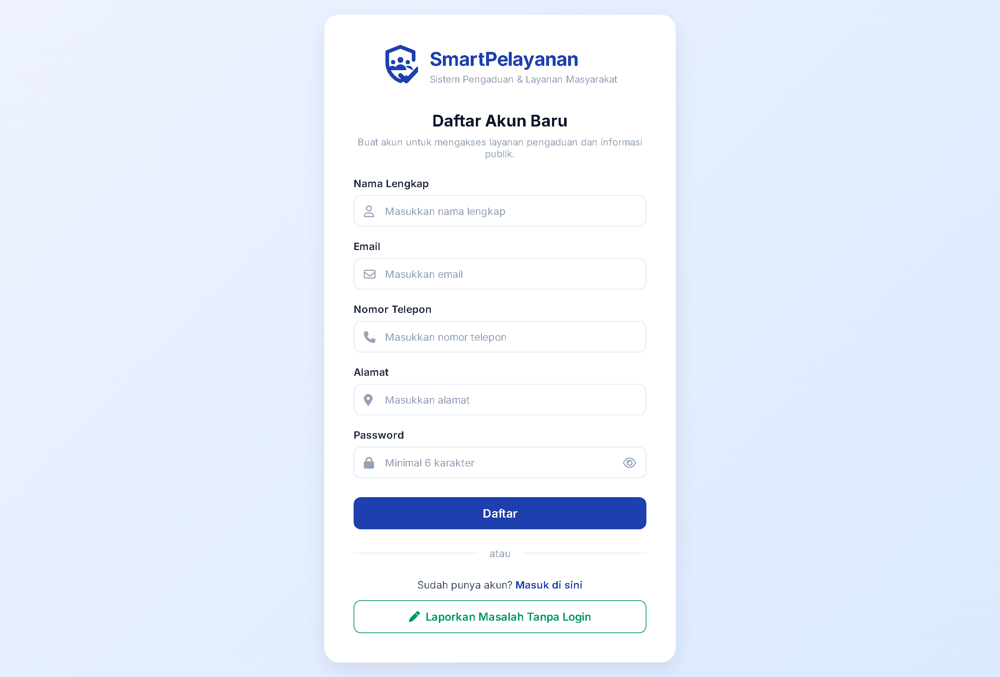 SmartPelayanan
Sistem Pengaduan & Layanan Masyarakat
Daftar Akun Baru
Buat akun untuk mengakses layanan pengaduan dan informasi
publik.
Nama Lengkap
Masukkan nama lengkap
Email
Masukkan email
Nomor Telepon
Masukkan nomor telepon
Alamat
Masukkan alamat
Password
Minimal 6 karakter
Daftar
atau
Sudah punya akun? Masuk di sini
Laporkan Masalah Tanpa Login